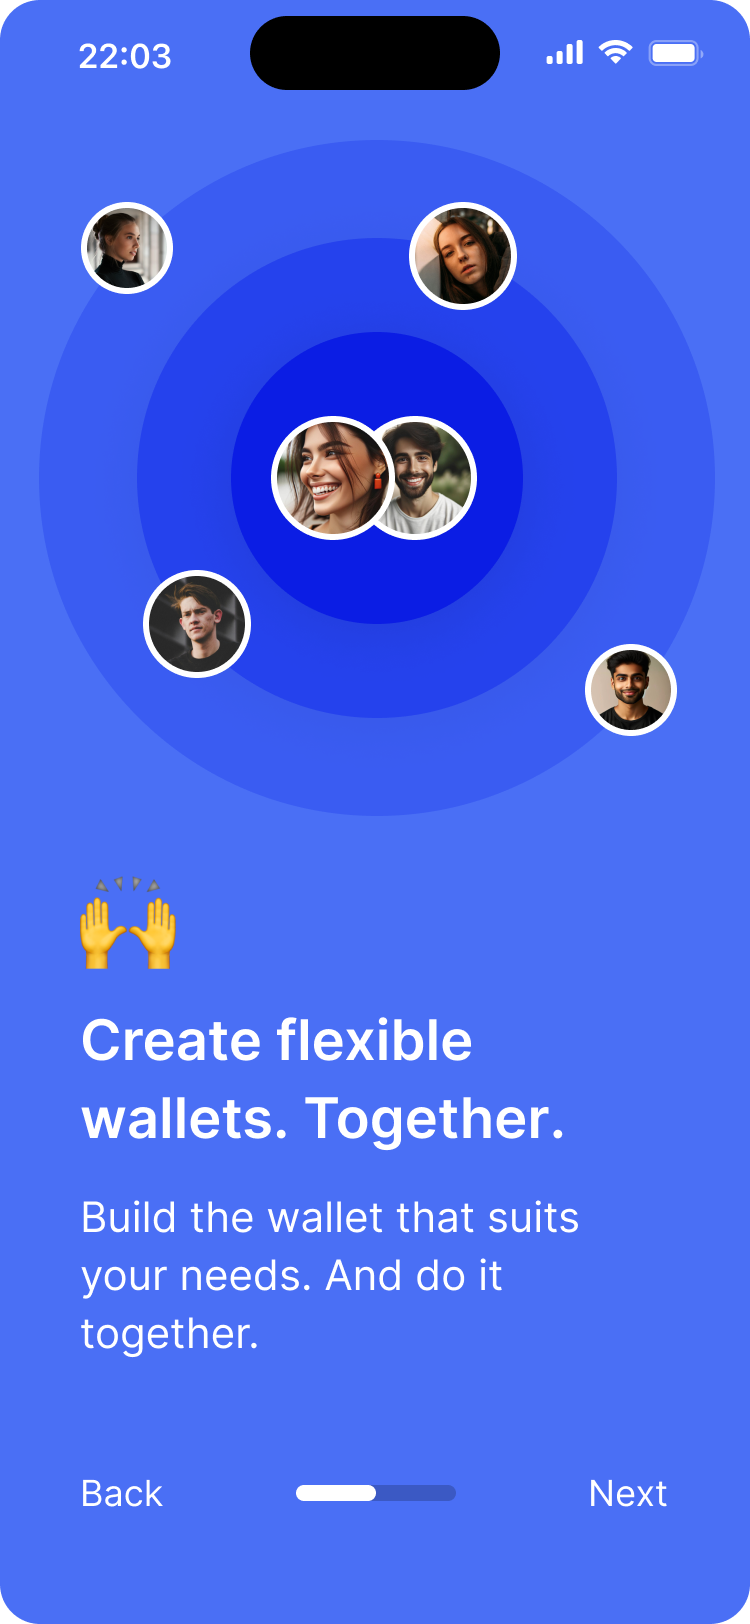 22:03
Create flexible
wallets. Together.
Build the wallet that suits
your needs. And do it
together.
Back
Next